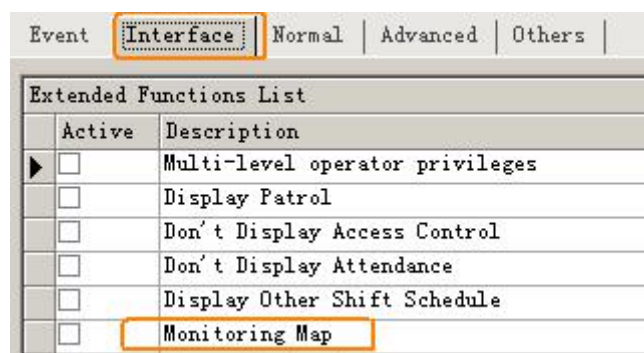 Event Interface Normal Advanced Others
Extended Functions List
Active Description
Multi-level operator privileges
Display Patrol
Don't Display Access Control
Don't Display Attendance
Display Other Shift Schedule
Monitoring Map